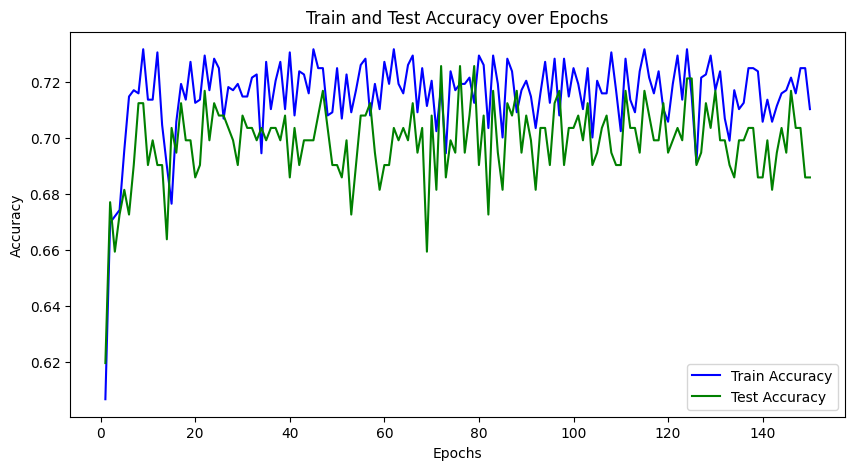 Train and Test Accuracy over Epochs
Accuracy
0.72
0.70
0.68
0.66
0.64
0.62
0 20 40 60 80 100 120 140
Epochs
Train Accuracy
Test Accuracy